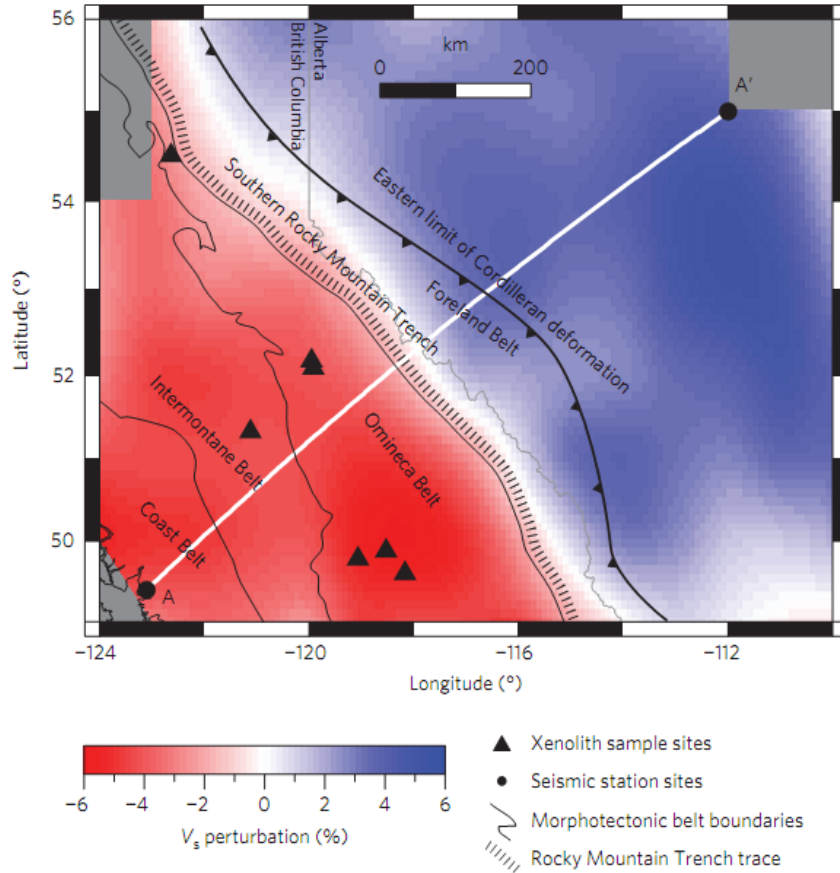 56
54
52
50
Latitude (°)
−124
−120
−116
−112
Longitude (°)
km
0
200
Alberta
British Columbia
A'
Southern Rocky Mountain Trench
Eastern limit of Cordilleran deformation
Foreland Belt
Intermontane Belt
Omineca Belt
Coast Belt
A
−6
−4
−2
0
2
4
6
Vs perturbation (%)
Xenolith sample sites
Seismic station sites
Morphotectonic belt boundaries
Rocky Mountain Trench trace